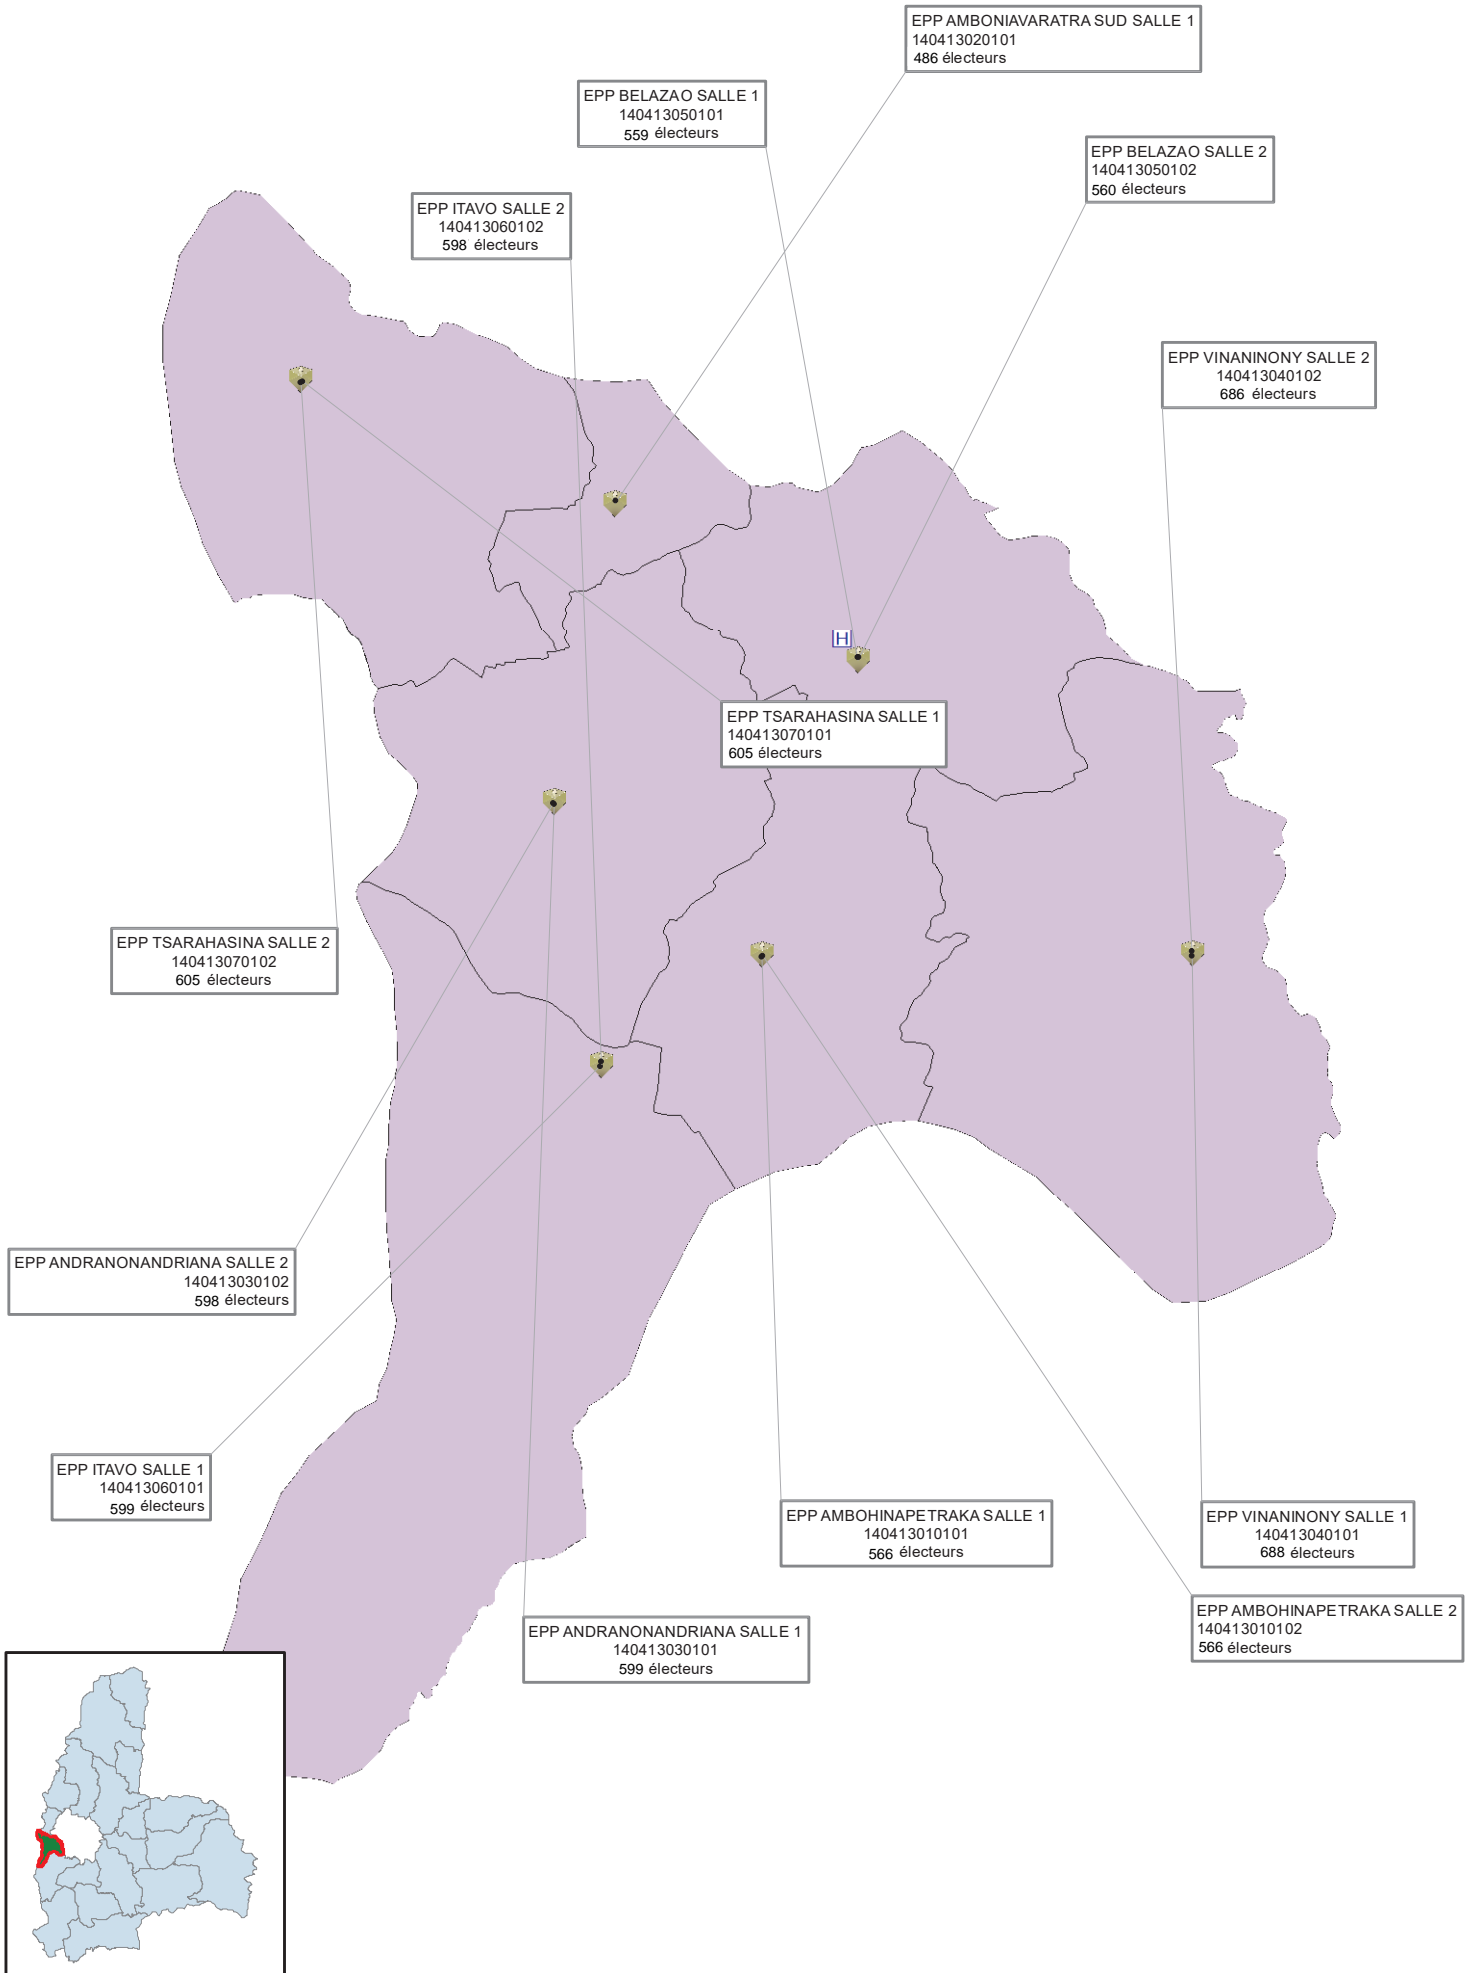 EPP AMBONIAVARATRA SUD SALLE 1
140413020101
486 électeurs
EPP BELAZAO SALLE 1
140413050101
559 électeurs
EPP BELAZAO SALLE 2
140413050102
560 électeurs
EPP ITAVO SALLE 2
140413060102
598 électeurs
EPP VINANINONY SALLE 2
140413040102
686 électeurs
H
EPP TSARAHASINA SALLE 1
140413070101
605 électeurs
EPP TSARAHASINA SALLE 2
140413070102
605 électeurs
EPP ANDRANONANDRIANA SALLE 2
140413030102
598 électeurs
EPP ITAVO SALLE 1
140413060101
599 électeurs
EPP AMBOHINAPETRAKA SALLE 1
140413010101
566 électeurs
EPP VINANINONY SALLE 1
140413040101
688 électeurs
EPP AMBOHINAPETRAKA SALLE 2
140413010102
566 électeurs
EPP ANDRANONANDRIANA SALLE 1
140413030101
599 électeurs